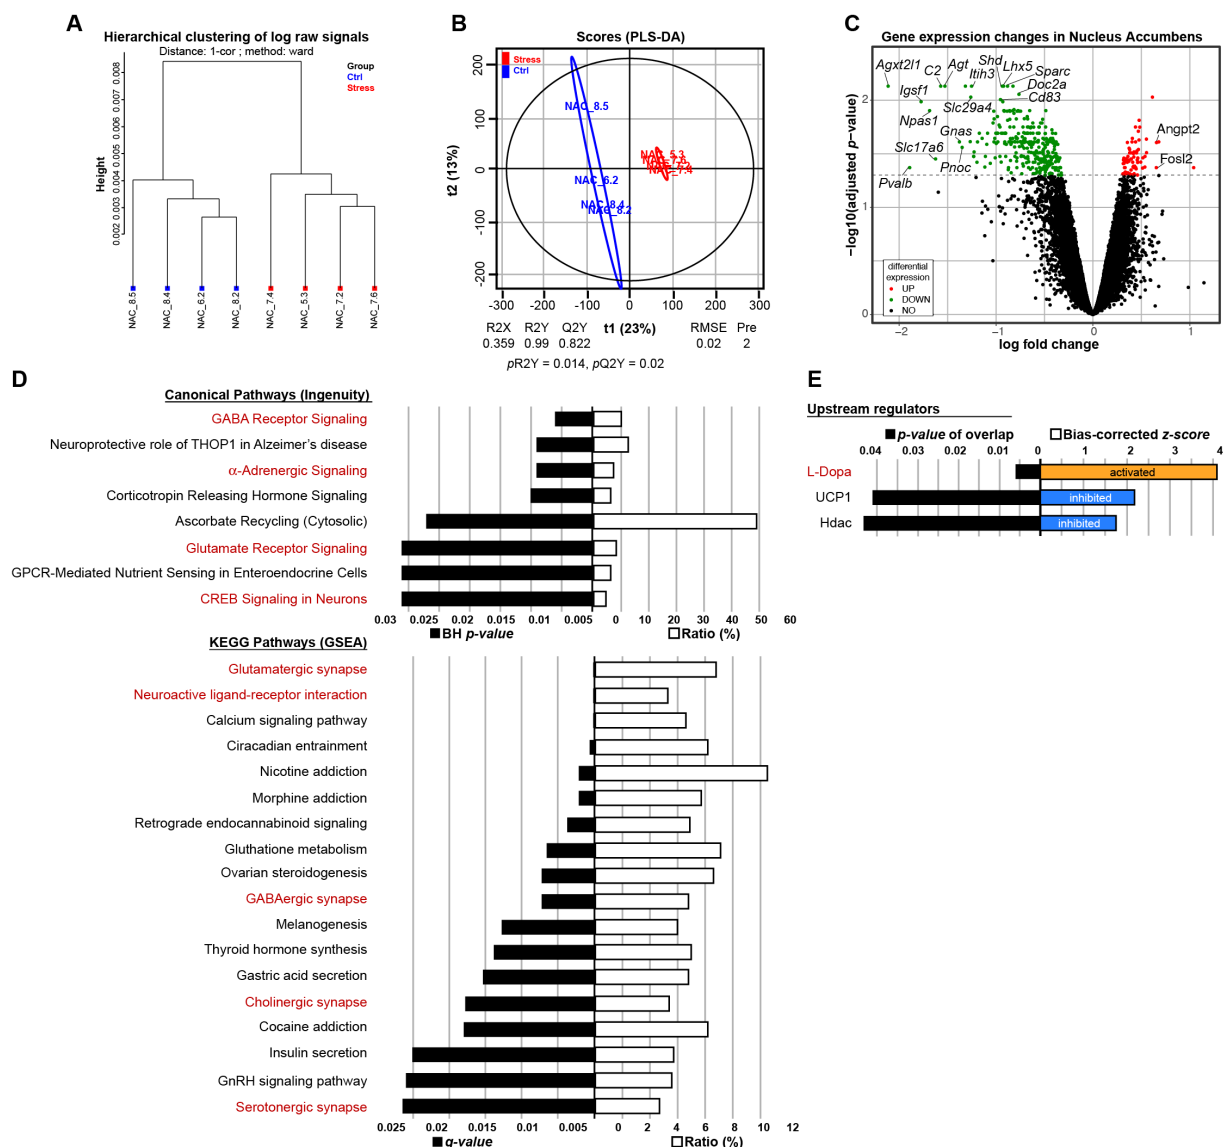 A
Hierarchical clustering of log raw signals
Distance: 1-cor ; method: ward
Group
Ctrl
Stress
Height
0.002 0.003 0.004 0.005 0.006 0.007 0.008
NAC_8.5
NAC_8.4
NAC_6.2
NAC_8.2
NAC_7.4
NAC_5.3
NAC_7.2
NAC_7.6
B
Scores (PLS-DA)
Stress
Ctrl
t2 (13%)
200
100
0
-100
-200
NAC_8.5
NAC_6.2
NAC_8.4
NAC_8.2
NAC_5.3
NAC_7.4
-300 -200 -100 0 100 200 300
t1 (23%)
R2X R2Y Q2Y RMSE Pre
0.359 0.99 0.822 0.02 2
pR2Y = 0.014, pQ2Y = 0.02
C
Gene expression changes in Nucleus Accumbens
−log10(adjusted p-value)
2
1
0
Agxt2l1
C2
Agt
Itih3
Shd
Lhx5
Sparc
Doc2a
Cd83
Igsf1
Slc29a4
Npas1
Gnas
Slc17a6
Pnoc
Pvalb
Angpt2
Fosl2
differential
expression
UP
DOWN
NO
-2 -1 0 1
log fold change
D
Canonical Pathways (Ingenuity)
GABA Receptor Signaling
Neuroprotective role of THOP1 in Alzeimer's disease
α-Adrenergic Signaling
Corticotropin Releasing Hormone Signaling
Ascorbate Recycling (Cytosolic)
Glutamate Receptor Signaling
GPCR-Mediated Nutrient Sensing in Enteroendocrine Cells
CREB Signaling in Neurons
0.03 0.025 0.02 0.01 0.005 0 10 20 30 40 50 60
BH p-value Ratio (%)
KEGG Pathways (GSEA)
Glutamatergic synapse
Neuroactive ligand-receptor interaction
Calcium signaling pathway
Ciracadian entrainment
Nicotine addiction
Morphine addiction
Retrograde endocannabinoid signaling
Gluthatione metabolism
Ovarian steroidogenesis
GABAergic synapse
Melanogenesis
Thyroid hormone synthesis
Gastric acid secretion
Cholinergic synapse
Cocaine addiction
Insulin secretion
GnRH signaling pathway
Serotonergic synapse
0.025 0.02 0.015 0.01 0.005 0 2 4 6 8 10 12
q-value Ratio (%)
E
Upstream regulators
p-value of overlap Bias-corrected z-score
0.04 0.03 0.02 0.01 0 1 2 3 4
L-Dopa activated
UCP1 inhibited
Hdac inhibited